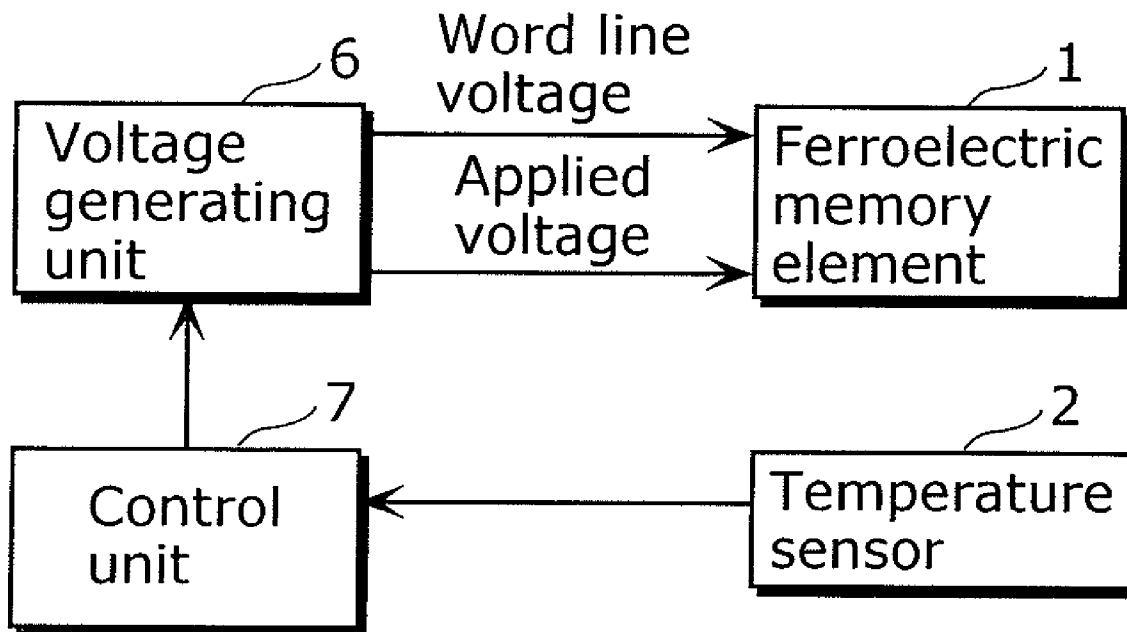 6
Word line
voltage
1
Voltage
generating
unit
Applied
voltage
Ferroelectric
memory
element
7
2
Control
unit
Temperature
sensor